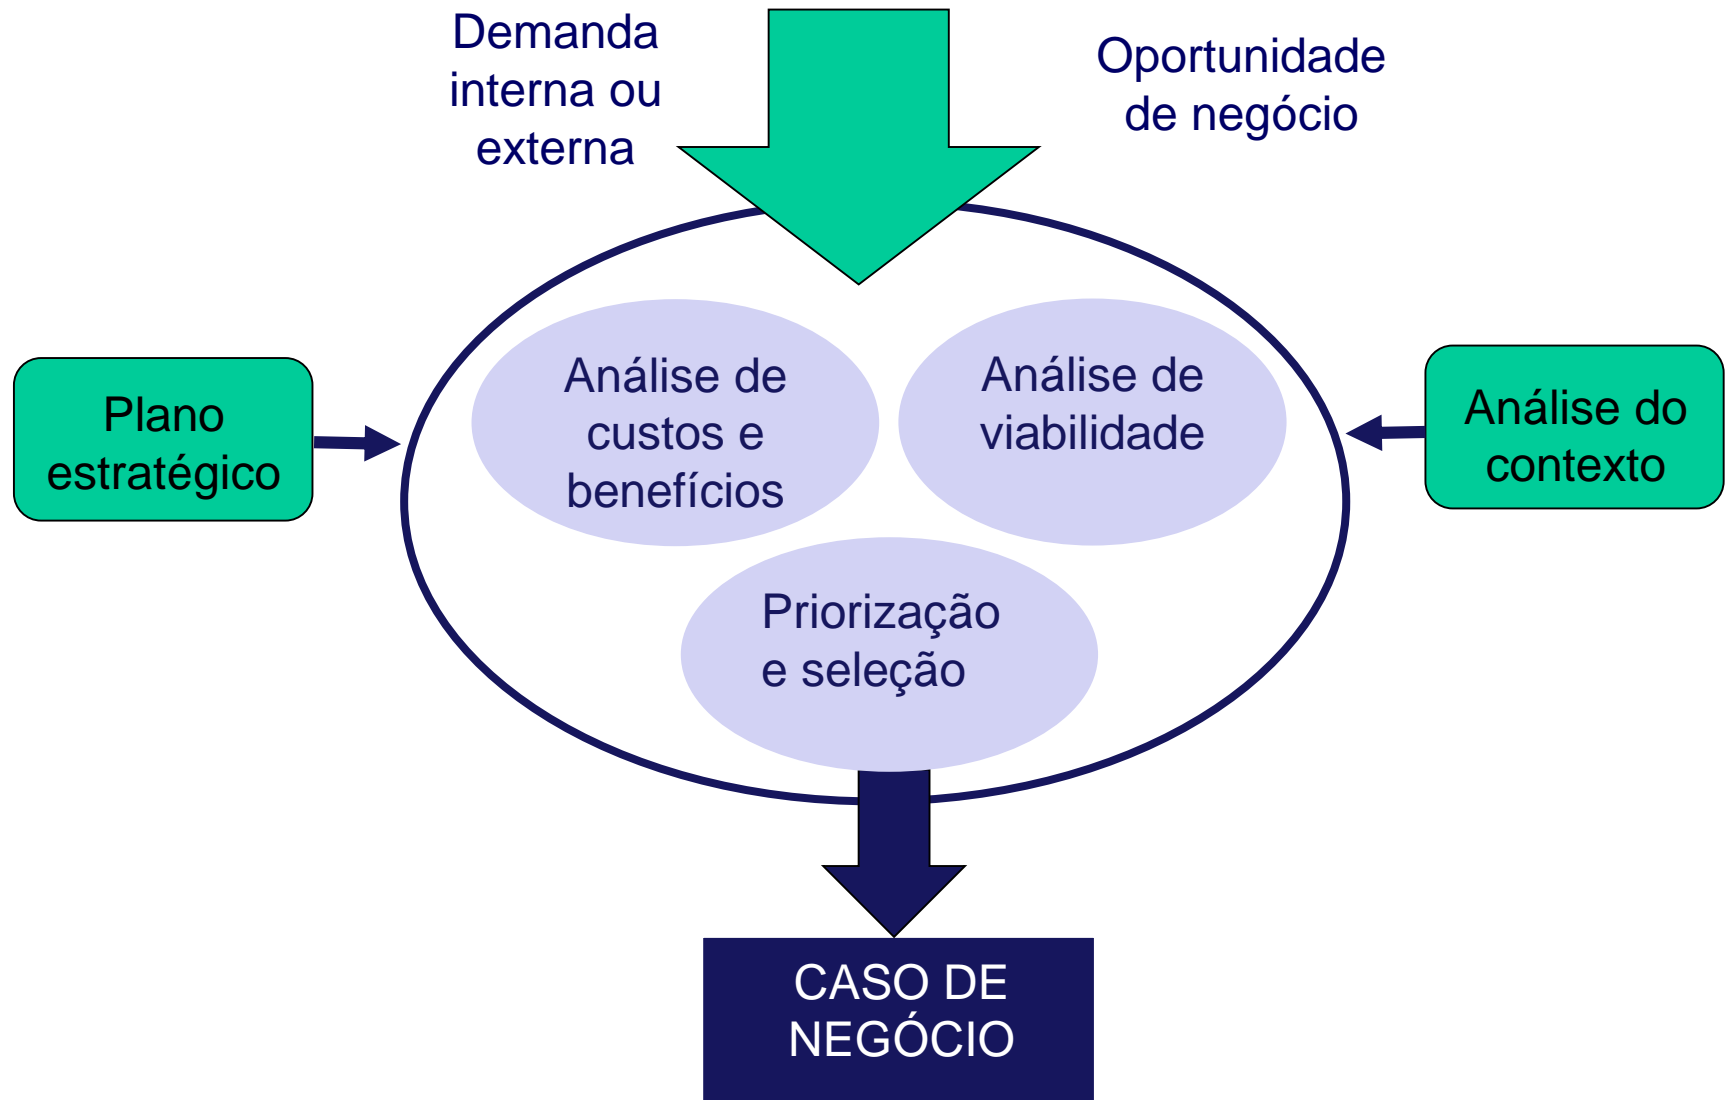 Demanda
interna ou
externa
Oportunidade
de negócio
Plano
estratégico
Análise de
custos e
benefícios
Análise de
viabilidade
Análise do
contexto
Priorização
e seleção
CASO DE
NEGÓCIO